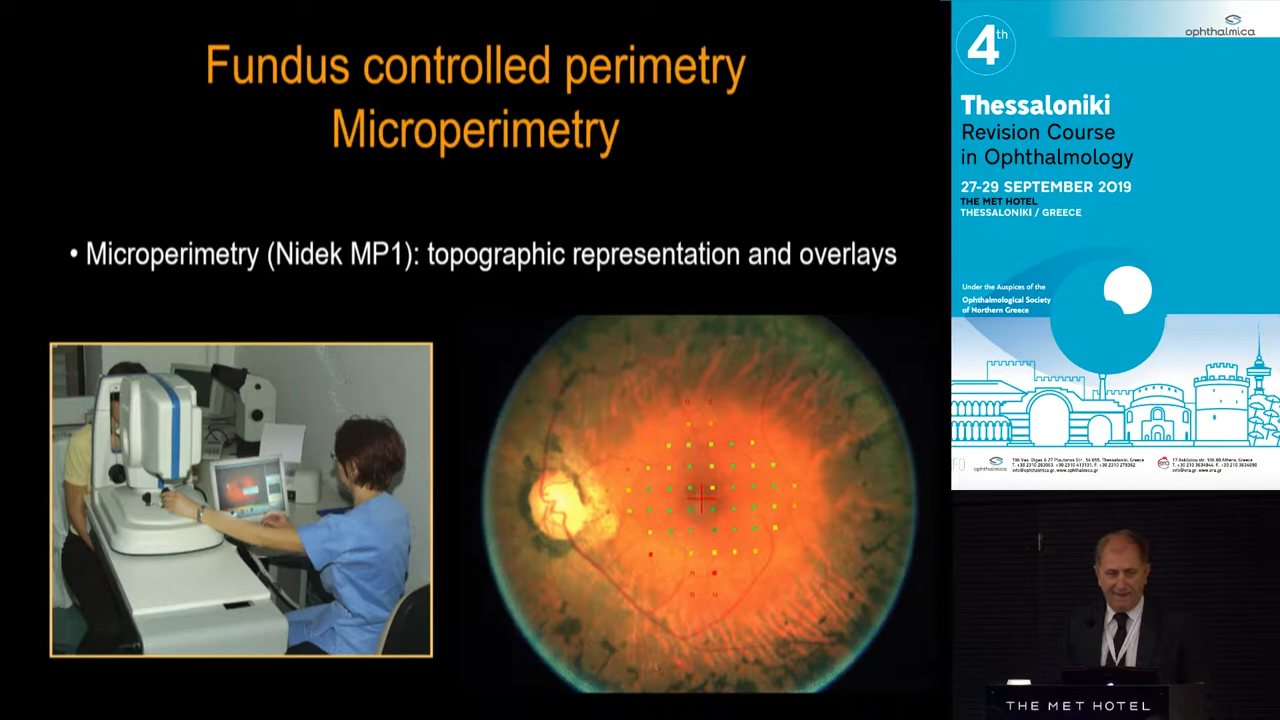 Fundus controlled perimetry
Microperimetry
• Microperimetry (Nidek MP1): topographic representation and overlays
ophthalmica
4th
Thessaloniki
Revision Course
in Ophthalmology
27-29 SEPTEMBER 2019
THE MET HOTEL
THESSALONIKI / GREECE
Under the Auspices of the
Ophthalmological Society
of Northern Greece
ophthalmica
THE MET HOTEL